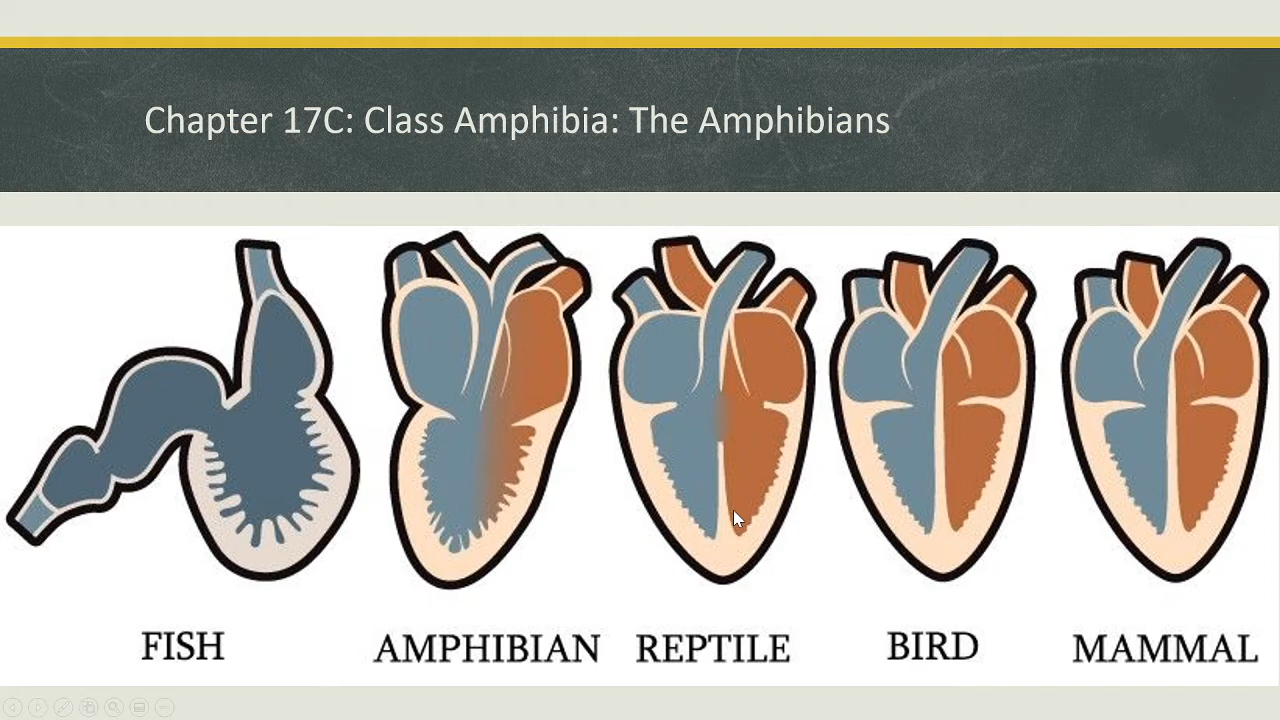 Chapter 17C: Class Amphibia: The Amphibians
FISH
AMPHIBIAN
REPTILE
BIRD
MAMMAL